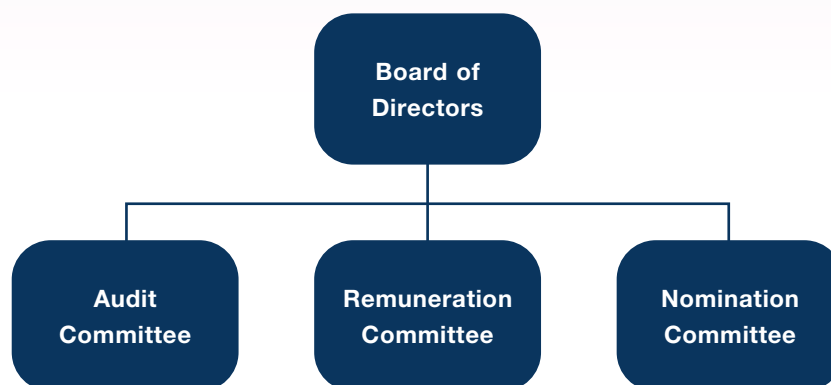 Board of
Directors
Audit
Committee
Remuneration
Committee
Nomination
Committee